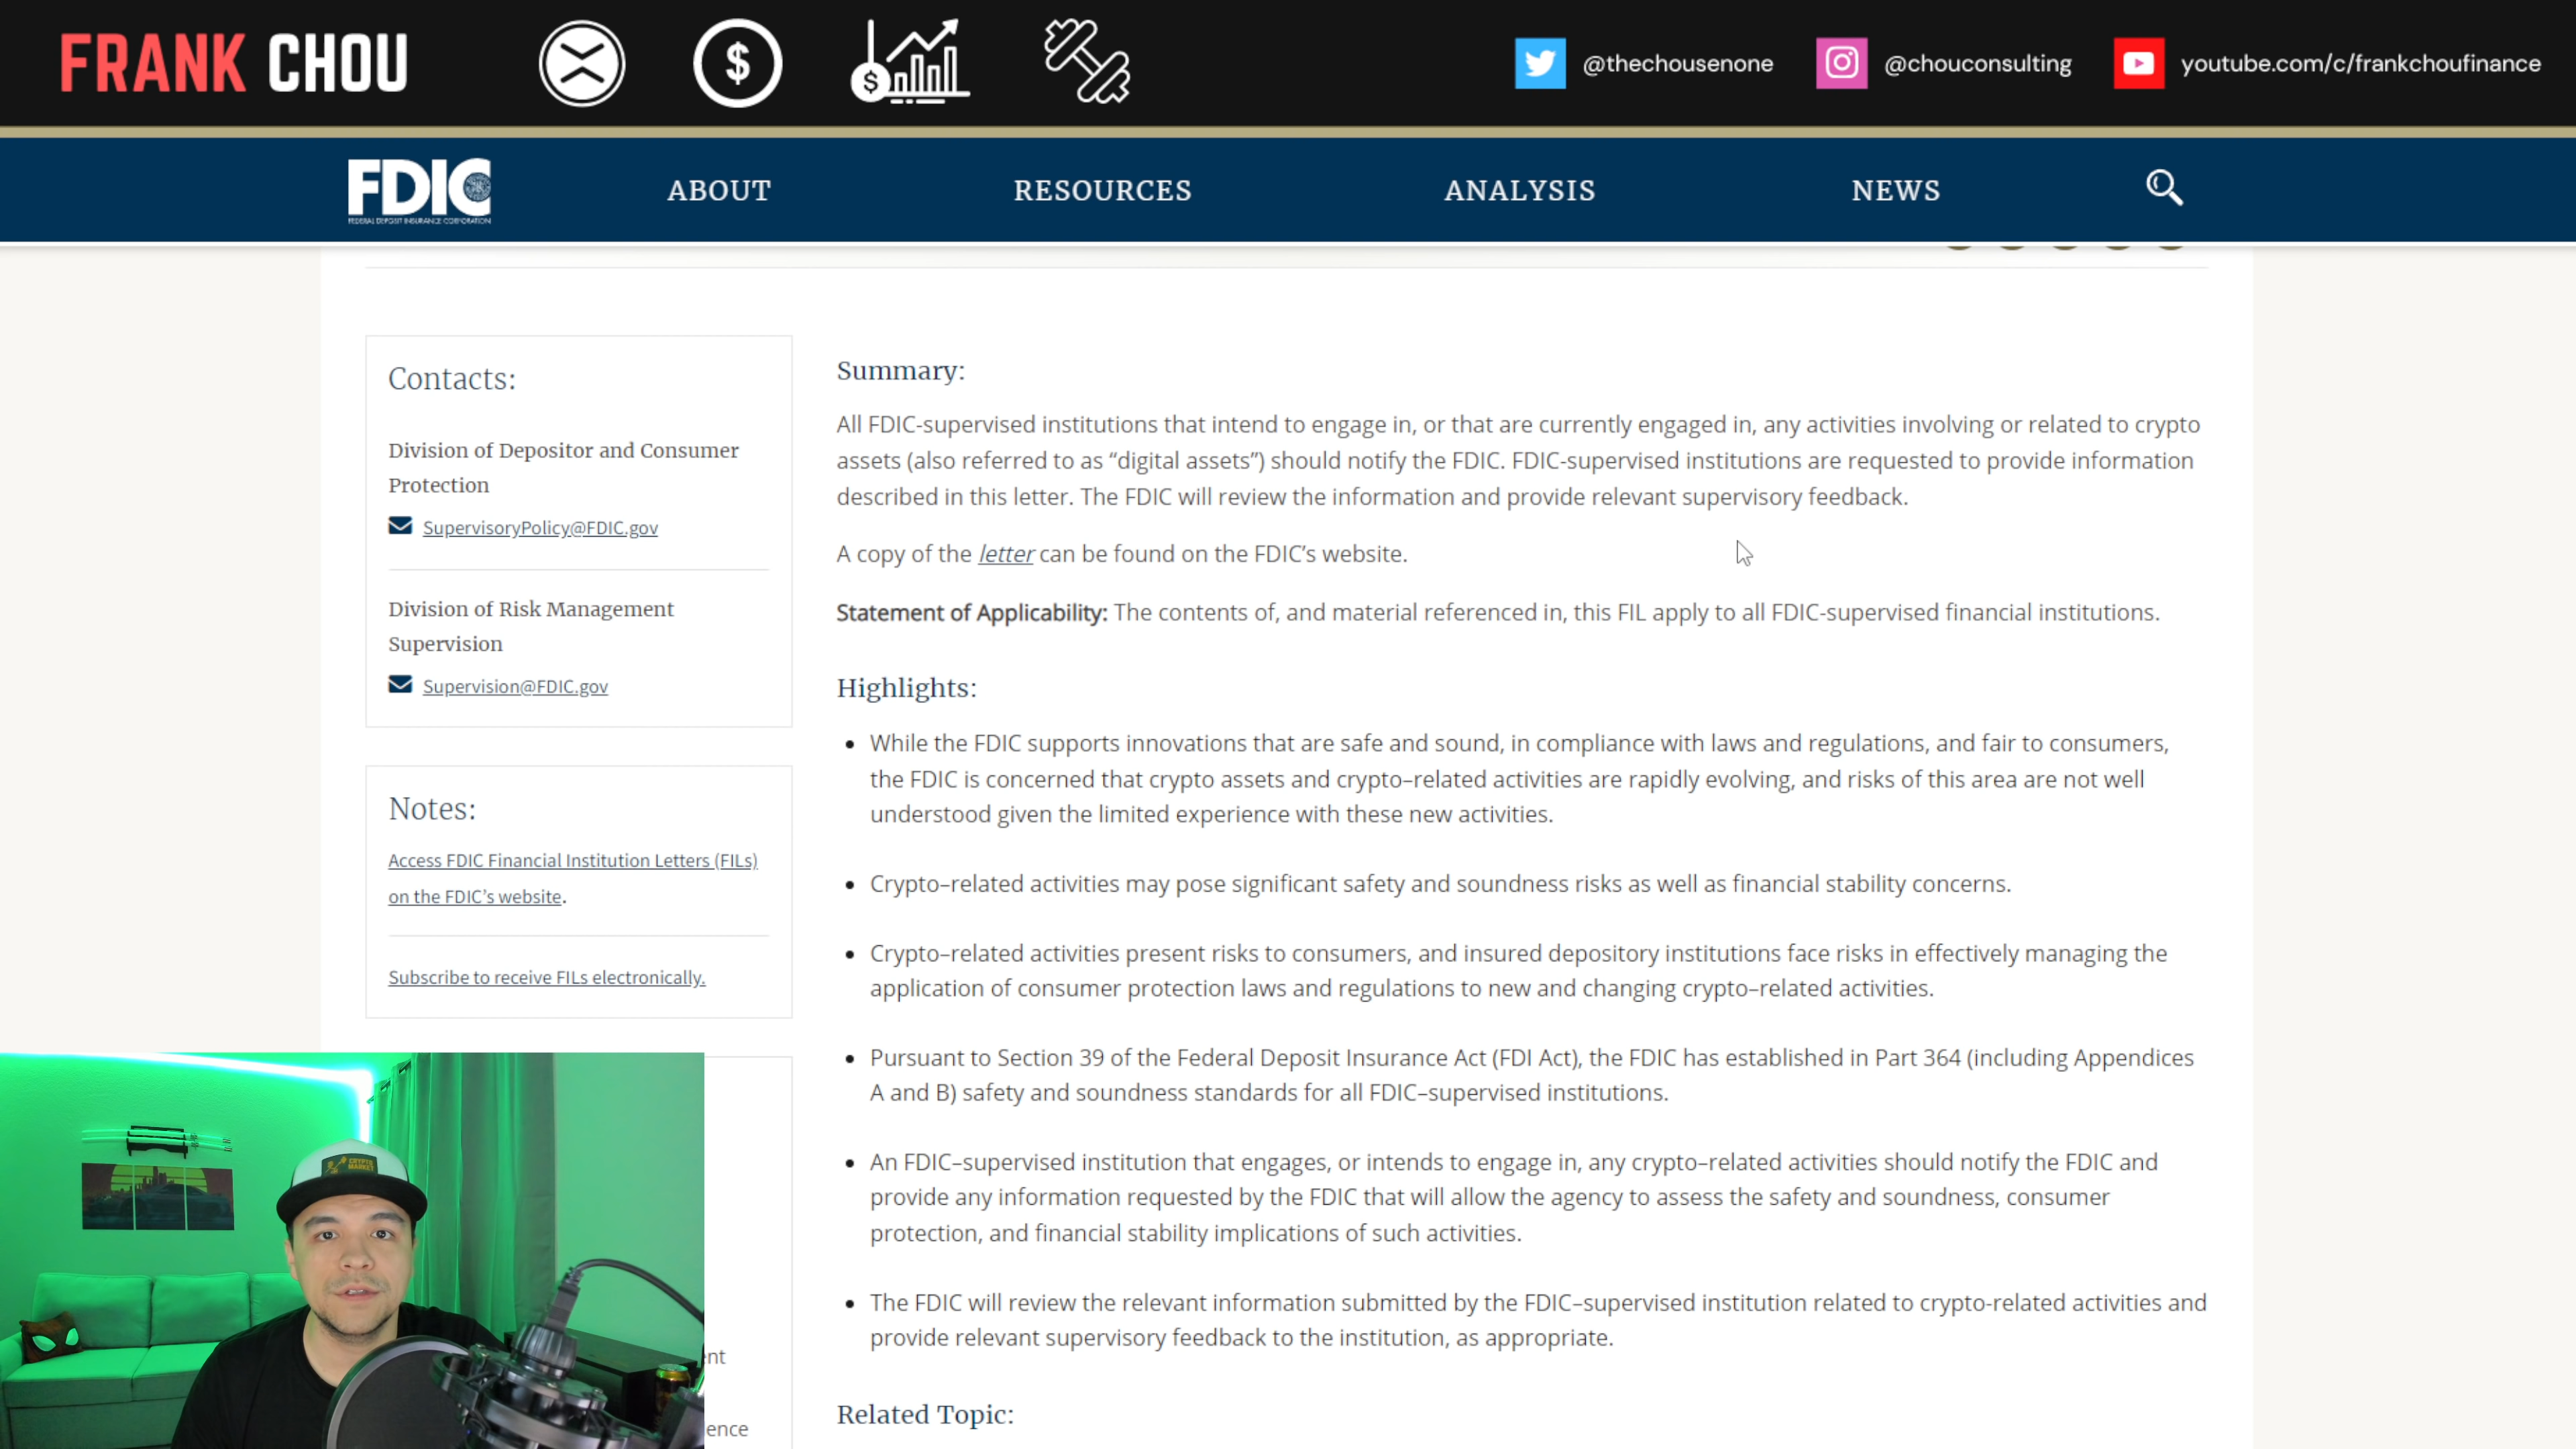 FRANK CHOU
@thechousenone
@chouconsulting
youtube.com/c/frankchoufinance
FDIC
FEDERAL DEPOSIT INSURANCE CORPORATION
ABOUT
RESOURCES
ANALYSIS
NEWS
Contacts:
Division of Depositor and Consumer
Protection
SupervisoryPolicy@FDIC.gov
Division of Risk Management
Supervision
Supervision@FDIC.gov
Notes:
Access FDIC Financial Institution Letters (FILs)
on the FDIC’s website.
Subscribe to receive FILs electronically.
nt
ence
CRYPTO
MARKET
Summary:
All FDIC-supervised institutions that intend to engage in, or that are currently engaged in, any activities involving or related to crypto
assets (also referred to as “digital assets”) should notify the FDIC. FDIC-supervised institutions are requested to provide information
described in this letter. The FDIC will review the information and provide relevant supervisory feedback.
A copy of the letter can be found on the FDIC’s website.
Statement of Applicability: The contents of, and material referenced in, this FIL apply to all FDIC-supervised financial institutions.
Highlights:
• While the FDIC supports innovations that are safe and sound, in compliance with laws and regulations, and fair to consumers,
the FDIC is concerned that crypto assets and crypto–related activities are rapidly evolving, and risks of this area are not well
understood given the limited experience with these new activities.
• Crypto–related activities may pose significant safety and soundness risks as well as financial stability concerns.
• Crypto–related activities present risks to consumers, and insured depository institutions face risks in effectively managing the
application of consumer protection laws and regulations to new and changing crypto–related activities.
• Pursuant to Section 39 of the Federal Deposit Insurance Act (FDI Act), the FDIC has established in Part 364 (including Appendices
A and B) safety and soundness standards for all FDIC–supervised institutions.
• An FDIC–supervised institution that engages, or intends to engage in, any crypto–related activities should notify the FDIC and
provide any information requested by the FDIC that will allow the agency to assess the safety and soundness, consumer
protection, and financial stability implications of such activities.
• The FDIC will review the relevant information submitted by the FDIC–supervised institution related to crypto-related activities and
provide relevant supervisory feedback to the institution, as appropriate.
Related Topic: